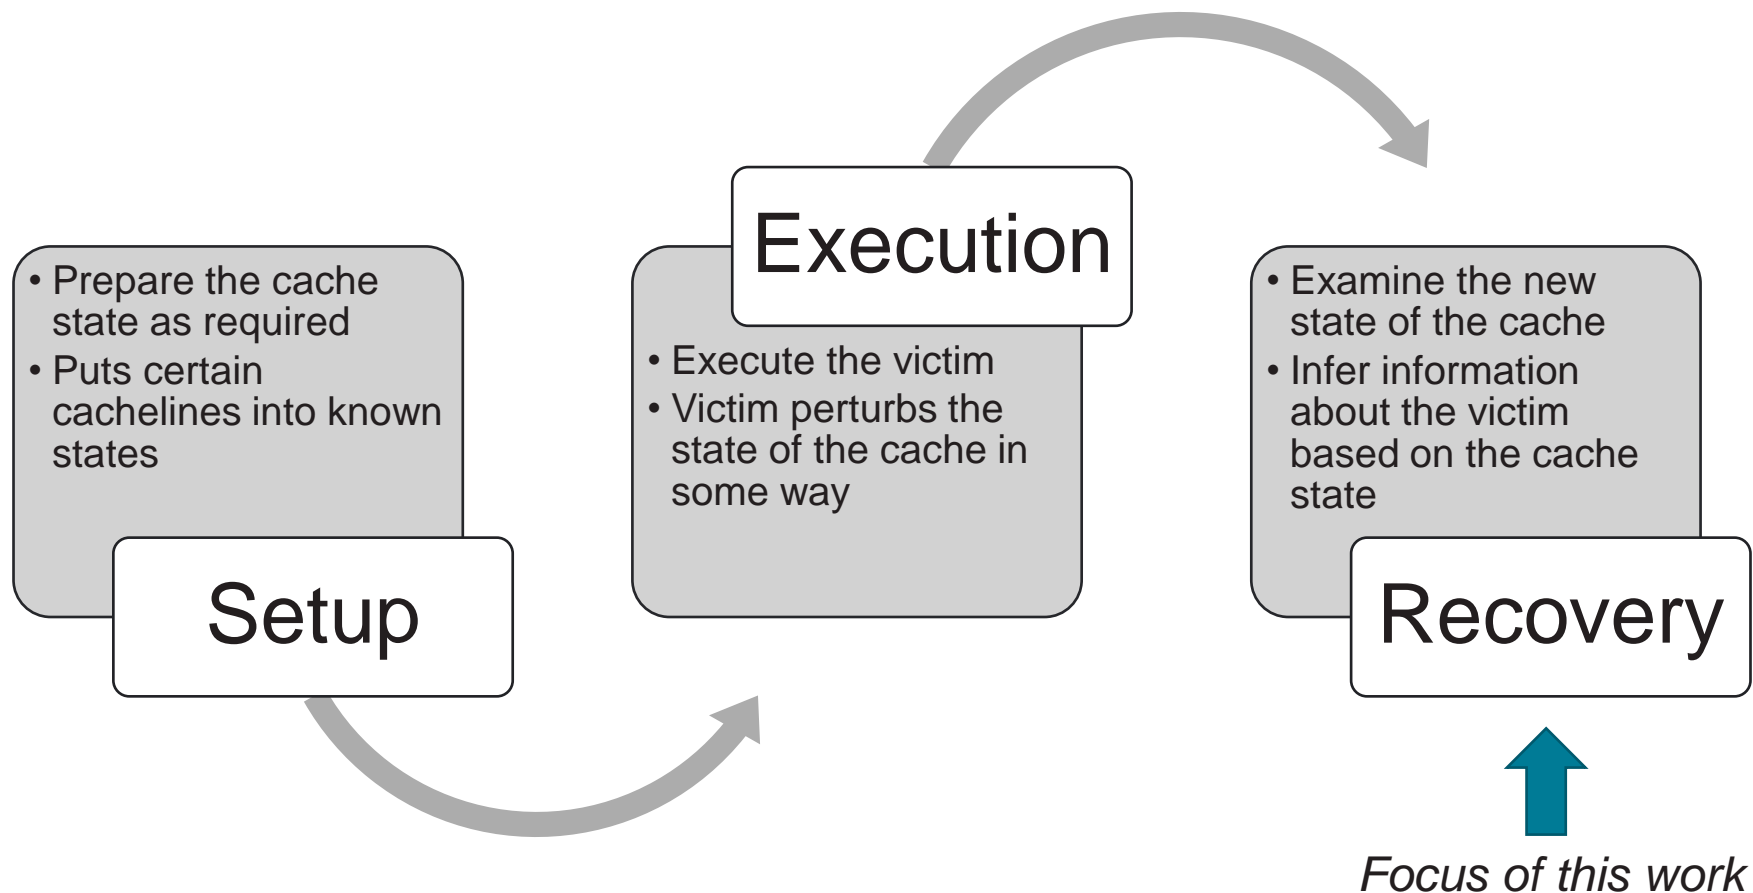 • Prepare the cache
state as required
• Puts certain
cachelines into known
states
Setup
Execution
• Execute the victim
• Victim perturbs the
state of the cache in
some way
• Examine the new
state of the cache
• Infer information
about the victim
based on the cache
state
Recovery
Focus of this work